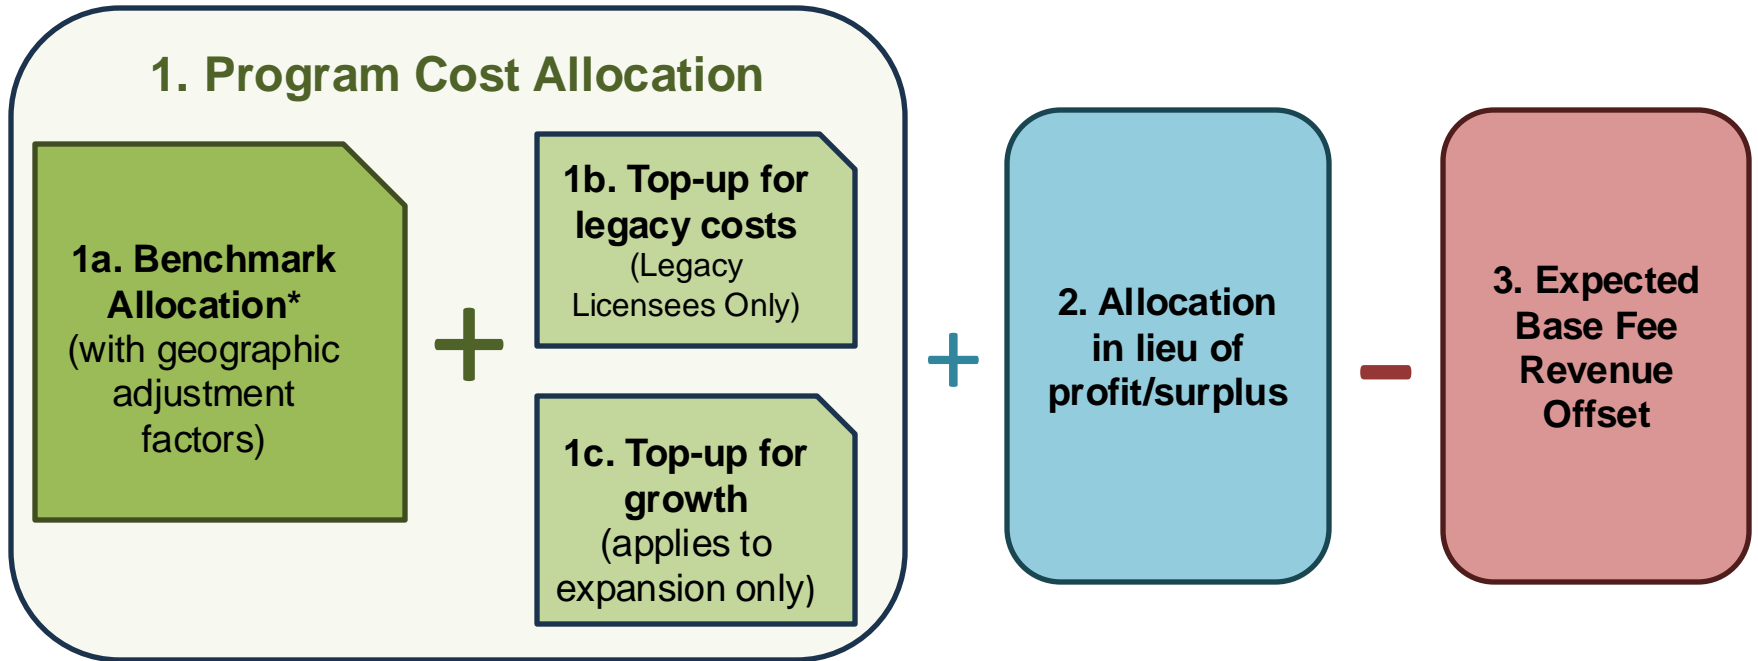 1. Program Cost Allocation
1a. Benchmark
Allocation*
(with geographic
adjustment
factors)
+
1b. Top-up for
legacy costs
(Legacy
Licensees Only)
1c. Top-up for
growth
(applies to
expansion only)
+
2. Allocation
in lieu of
profit/surplus
-
3. Expected
Base Fee
Revenue
Offset